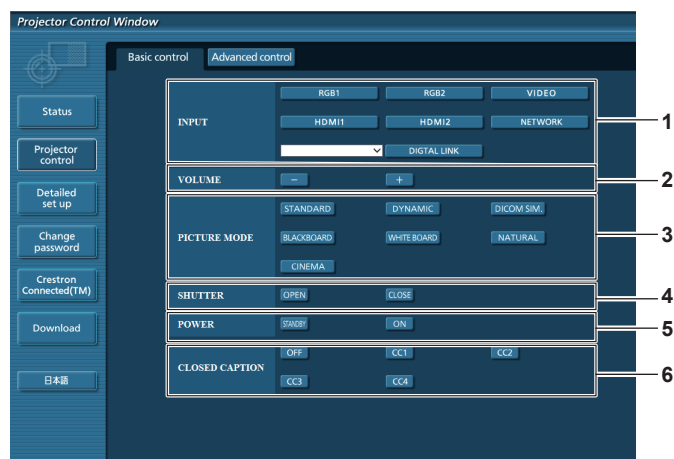 Projector Control Window
Basic control Advanced control
Status
Projector
control
Detailed
set up
Change
password
Crestron
Connected(TM)
Download
日本語
INPUT RGB1 RGB2 VIDEO
HDMI1 HDMI2 NETWORK
DIGTAL LINK
1
VOLUME - +
2
PICTURE MODE STANDARD DYNAMIC DICOM SIM.
BLACKBOARD WHITE BOARD NATURAL
CINEMA
3
SHUTTER OPEN CLOSE
4
POWER STANDBY ON
5
CLOSED CAPTION OFF CC1 CC2
CC3 CC4
6